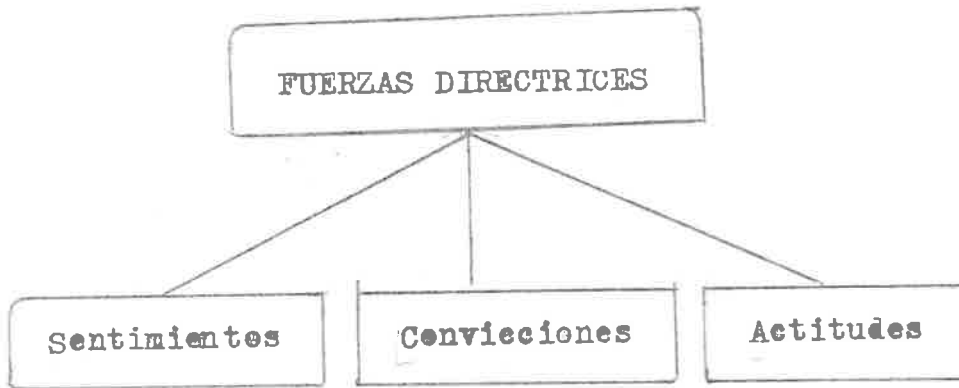 FUERZAS DIRECTRICES
Sentimientos
Convicciones
Actitudes